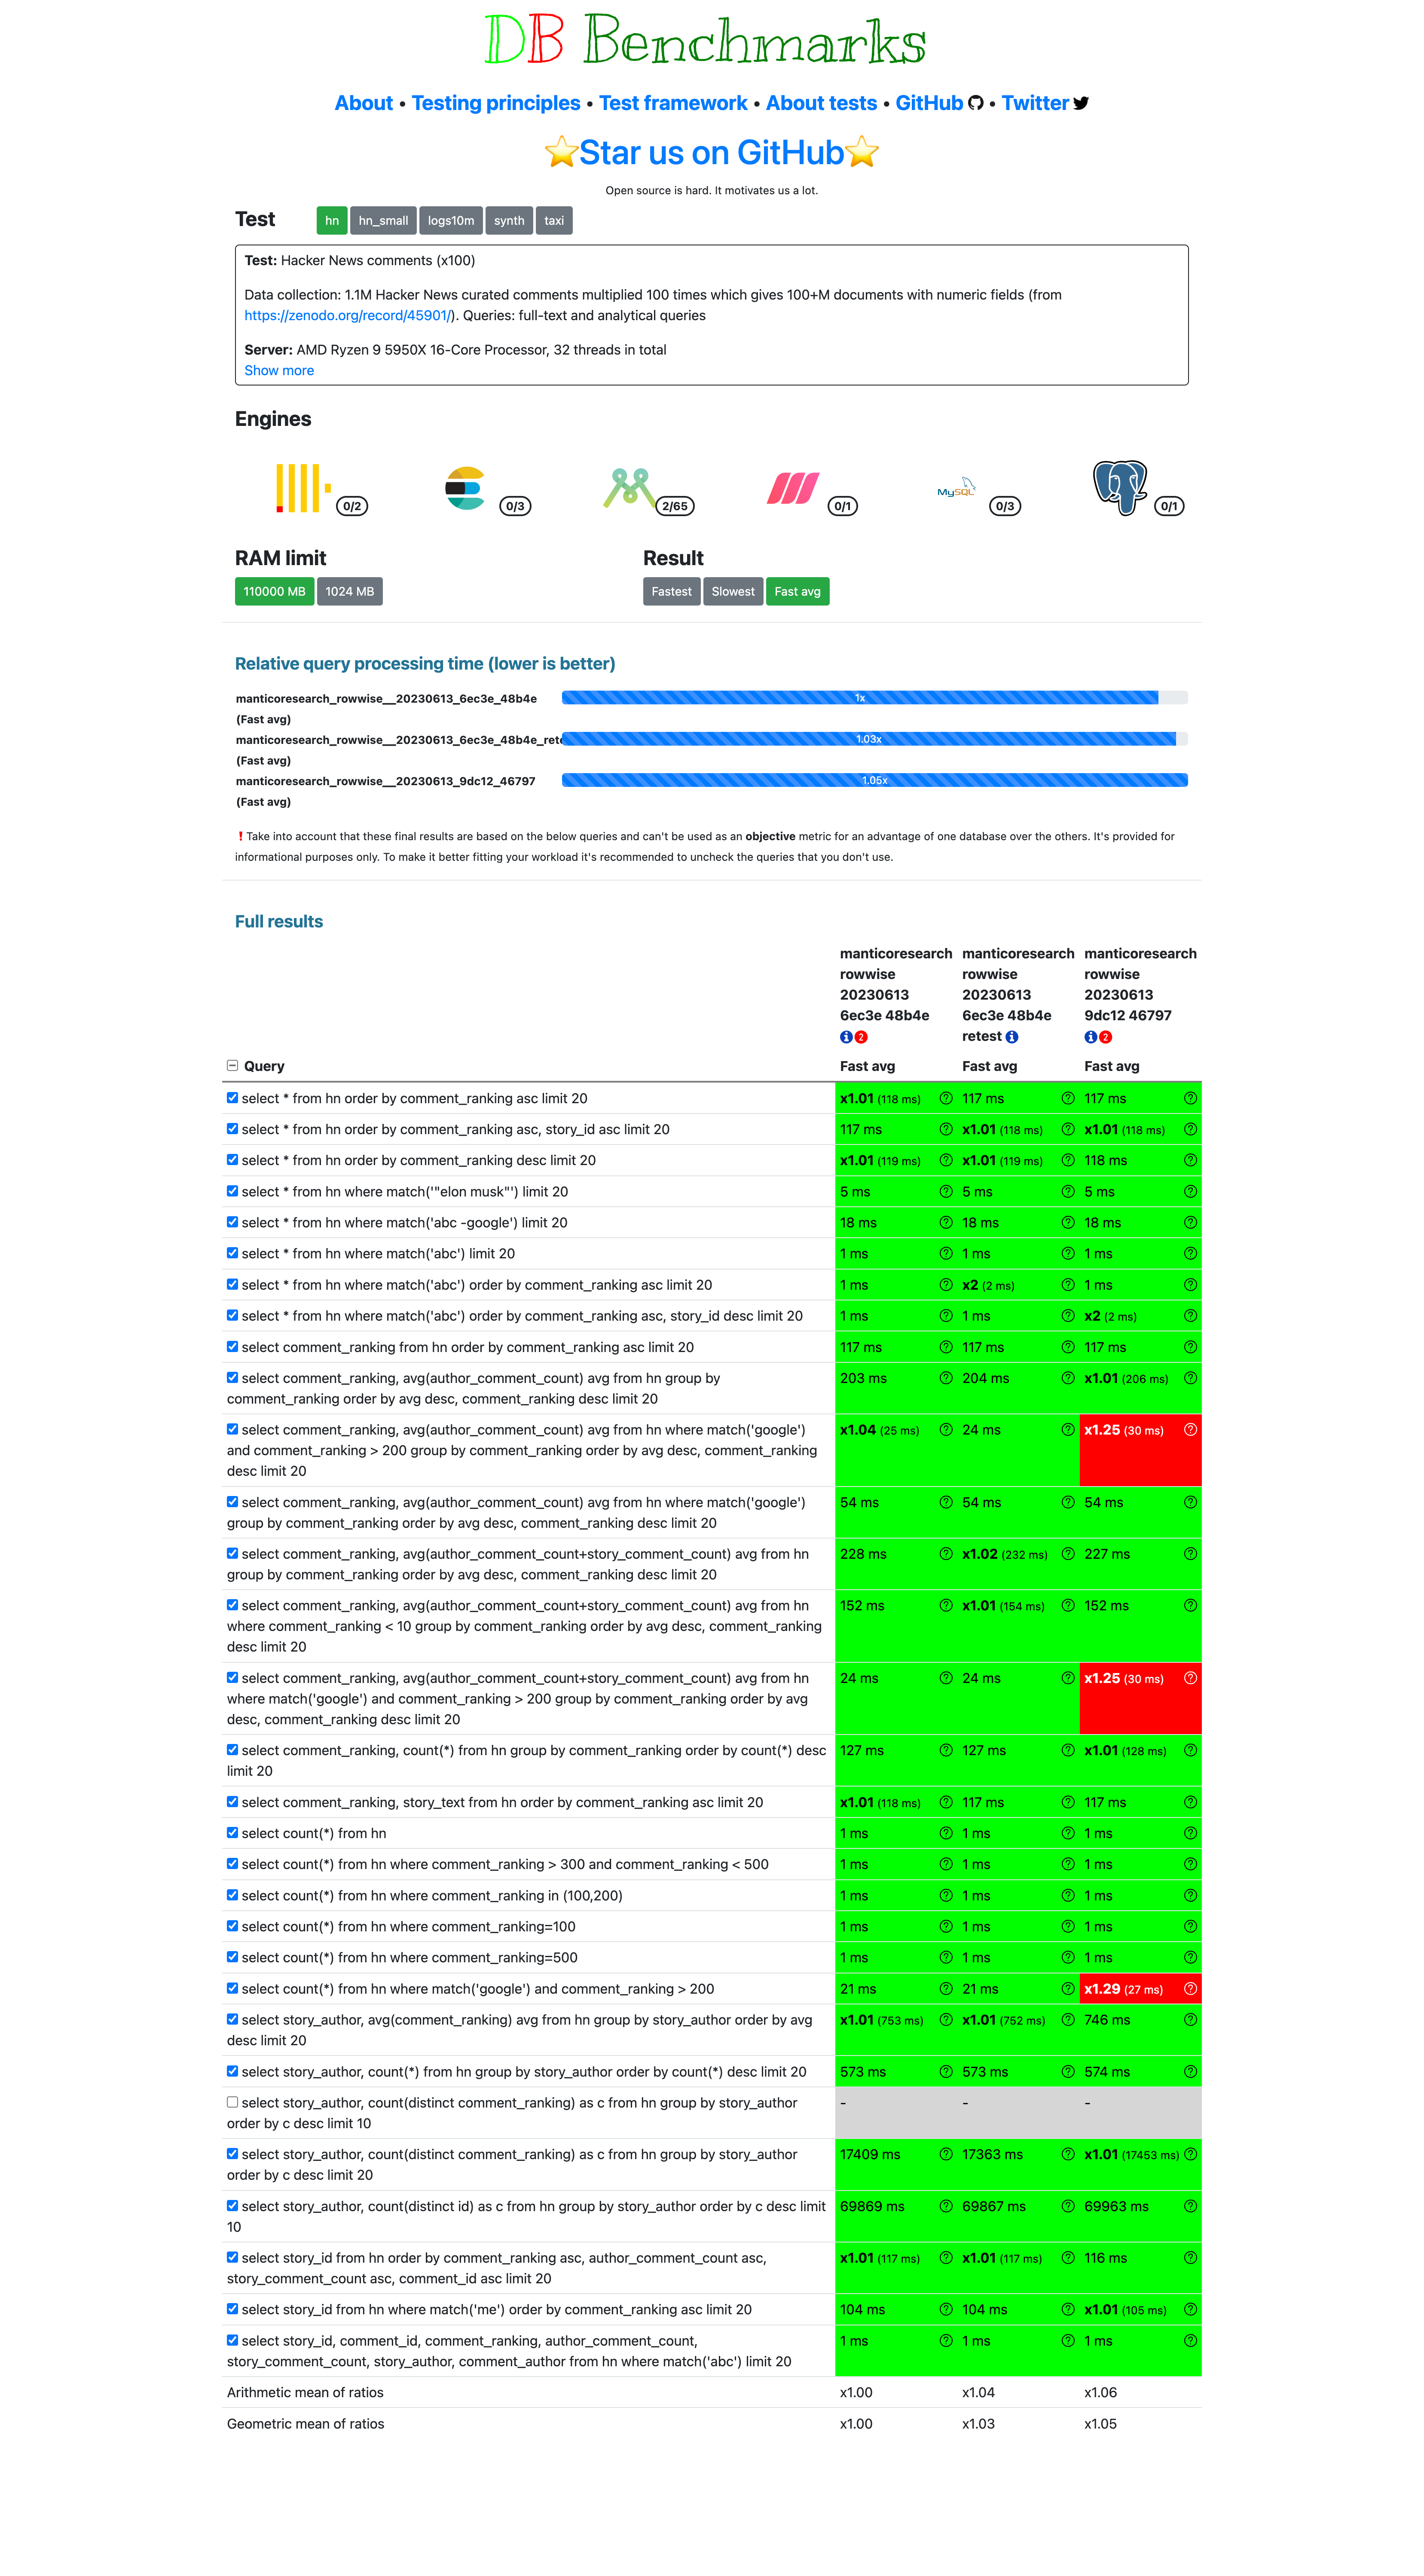 DB Benchmarks
About • Testing principles • Test framework • About tests • GitHub • Twitter
⭐Star us on GitHub⭐
Open source is hard. It motivates us a lot.
Test hn hn_small logs10m synth taxi
Test: Hacker News comments (x100)
Data collection: 1.1M Hacker News curated comments multiplied 100 times which gives 100+M documents with numeric fields (from
https://zenodo.org/record/45901/). Queries: full-text and analytical queries
Server: AMD Ryzen 9 5950X 16-Core Processor, 32 threads in total
Show more
Engines
0/2 0/3 2/65 0/1 MySQL 0/3 0/1
RAM limit Result
110000 MB 1024 MB Fastest Slowest Fast avg
Relative query processing time (lower is better)
manticoresearch_rowwise__20230613_6ec3e_48b4e 1x
(Fast avg)
manticoresearch_rowwise__20230613_6ec3e_48b4e_rete 1.03x
(Fast avg)
manticoresearch_rowwise__20230613_9dc12_46797 1.05x
(Fast avg)
❗ Take into account that these final results are based on the below queries and can't be used as an objective metric for an advantage of one database over the others. It's provided for
informational purposes only. To make it better fitting your workload it's recommended to uncheck the queries that you don't use.
Full results
manticoresearch manticoresearch manticoresearch
rowwise rowwise rowwise
20230613 20230613 20230613
6ec3e 48b4e 6ec3e 48b4e 9dc12 46797
2 retest 2
Query Fast avg Fast avg Fast avg
select * from hn order by comment_ranking asc limit 20 x1.01 (118 ms) 117 ms 117 ms
select * from hn order by comment_ranking asc, story_id asc limit 20 117 ms x1.01 (118 ms) x1.01 (118 ms)
select * from hn order by comment_ranking desc limit 20 x1.01 (119 ms) x1.01 (119 ms) 118 ms
select * from hn where match('"elon musk"') limit 20 5 ms 5 ms 5 ms
select * from hn where match('abc -google') limit 20 18 ms 18 ms 18 ms
select * from hn where match('abc') limit 20 1 ms 1 ms 1 ms
select * from hn where match('abc') order by comment_ranking asc limit 20 1 ms x2 (2 ms) 1 ms
select * from hn where match('abc') order by comment_ranking asc, story_id desc limit 20 1 ms 1 ms x2 (2 ms)
select comment_ranking from hn order by comment_ranking asc limit 20 117 ms 117 ms 117 ms
select comment_ranking, avg(author_comment_count) avg from hn group by 203 ms 204 ms x1.01 (206 ms)
comment_ranking order by avg desc, comment_ranking desc limit 20
select comment_ranking, avg(author_comment_count) avg from hn where match('google') x1.04 (25 ms) 24 ms x1.25 (30 ms)
and comment_ranking > 200 group by comment_ranking order by avg desc, comment_ranking
desc limit 20
select comment_ranking, avg(author_comment_count) avg from hn where match('google') 54 ms 54 ms 54 ms
group by comment_ranking order by avg desc, comment_ranking desc limit 20
select comment_ranking, avg(author_comment_count+story_comment_count) avg from hn 228 ms x1.02 (232 ms) 227 ms
group by comment_ranking order by avg desc, comment_ranking desc limit 20
select comment_ranking, avg(author_comment_count+story_comment_count) avg from hn 152 ms x1.01 (154 ms) 152 ms
where comment_ranking < 10 group by comment_ranking order by avg desc, comment_ranking
desc limit 20
select comment_ranking, avg(author_comment_count+story_comment_count) avg from hn 24 ms 24 ms x1.25 (30 ms)
where match('google') and comment_ranking > 200 group by comment_ranking order by avg
desc, comment_ranking desc limit 20
select comment_ranking, count(*) from hn group by comment_ranking order by count(*) desc 127 ms 127 ms x1.01 (128 ms)
limit 20
select comment_ranking, story_text from hn order by comment_ranking asc limit 20 x1.01 (118 ms) 117 ms 117 ms
select count(*) from hn 1 ms 1 ms 1 ms
select count(*) from hn where comment_ranking > 300 and comment_ranking < 500 1 ms 1 ms 1 ms
select count(*) from hn where comment_ranking in (100,200) 1 ms 1 ms 1 ms
select count(*) from hn where comment_ranking=100 1 ms 1 ms 1 ms
select count(*) from hn where comment_ranking=500 1 ms 1 ms 1 ms
select count(*) from hn where match('google') and comment_ranking > 200 21 ms 21 ms x1.29 (27 ms)
select story_author, avg(comment_ranking) avg from hn group by story_author order by avg x1.01 (753 ms) x1.01 (752 ms) 746 ms
desc limit 20
select story_author, count(*) from hn group by story_author order by count(*) desc limit 20 573 ms 573 ms 574 ms
select story_author, count(distinct comment_ranking) as c from hn group by story_author - - -
order by c desc limit 10
select story_author, count(distinct comment_ranking) as c from hn group by story_author 17409 ms 17363 ms x1.01 (17453 ms)
order by c desc limit 20
select story_author, count(distinct id) as c from hn group by story_author order by c desc limit 69869 ms 69867 ms 69963 ms
10
select story_id from hn order by comment_ranking asc, author_comment_count asc, x1.01 (117 ms) x1.01 (117 ms) 116 ms
story_comment_count asc, comment_id asc limit 20
select story_id from hn where match('me') order by comment_ranking asc limit 20 104 ms 104 ms x1.01 (105 ms)
select story_id, comment_id, comment_ranking, author_comment_count, 1 ms 1 ms 1 ms
story_comment_count, story_author, comment_author from hn where match('abc') limit 20
Arithmetic mean of ratios x1.00 x1.04 x1.06
Geometric mean of ratios x1.00 x1.03 x1.05